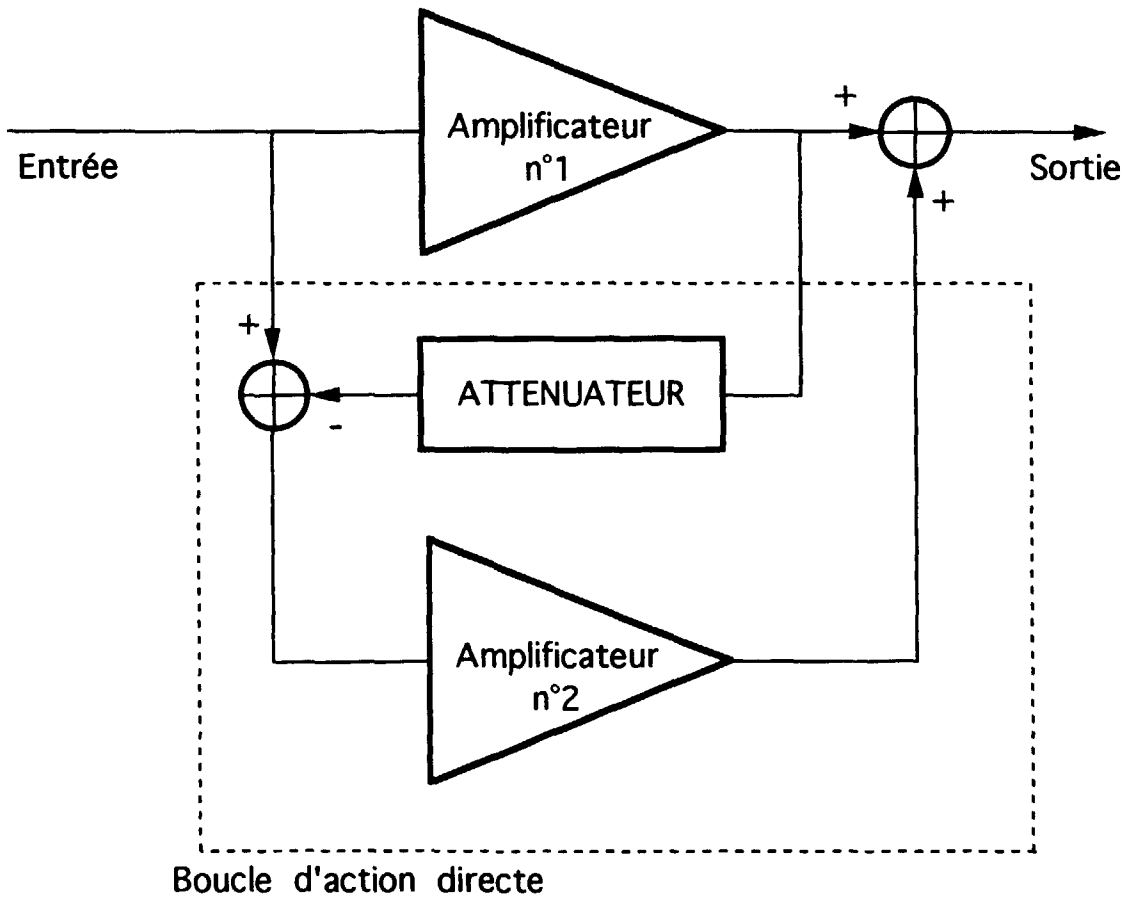 Amplificateur
n°1
+
Entrée
Sortie
+
+
ATTENUATEUR
-
Amplificateur
n°2
Boucle d'action directe